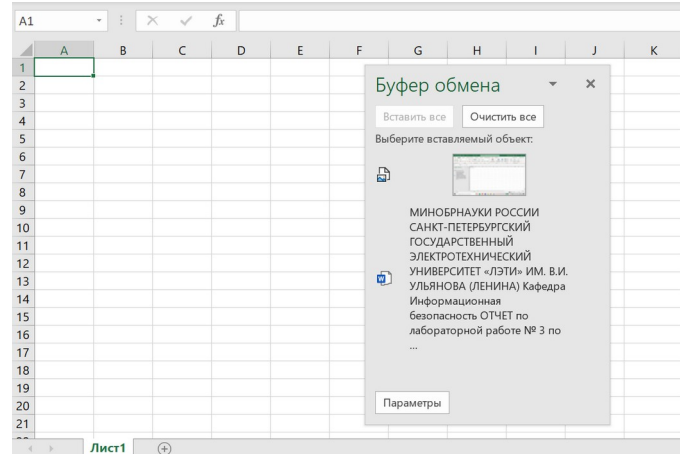 A1
fx
A B C D E F G H I J K
1
2
3
4
5
6
7
8
9
10
11
12
13
14
15
16
17
18
19
20
21
Буфер обмена
Вставить все Очистить все
Выберите вставляемый объект:
МИНОБРНАУКИ РОССИИ
САНКТ-ПЕТЕРБУРГСКИЙ
ГОСУДАРСТВЕННЫЙ
ЭЛЕКТРОТЕХНИЧЕСКИЙ
УНИВЕРСИТЕТ «ЛЭТИ» ИМ. В.И.
УЛЬЯНОВА (ЛЕНИНА) Кафедра
Информационная
безопасность ОТЧЕТ по
лабораторной работе № 3 по
...
Параметры
Лист1